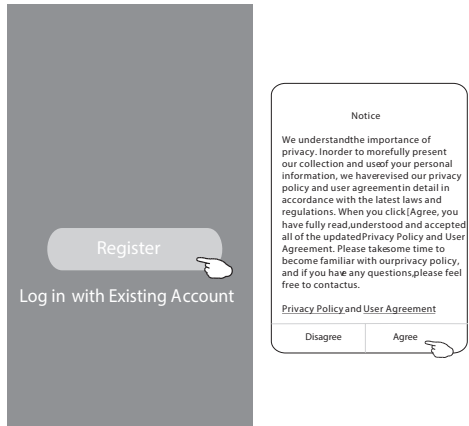 Register
Log in with Existing Account
Notice
We understandthe importance of
privacy. Inorder to morefully present
our collection and useof your personal
information, we haverevised our privacy
policy and user agreementin detail in
accordance with the latest laws and
regulations. When you click[Agree, you
have fully read,understood and accepted
all of the updatedPrivacy Policy and User
Agreement. Please takesome time to
become familiar with ourprivacy policy,
and if you have any questions,please feel
free to contactus.
Privacy Policy and User Agreement
Disagree Agree